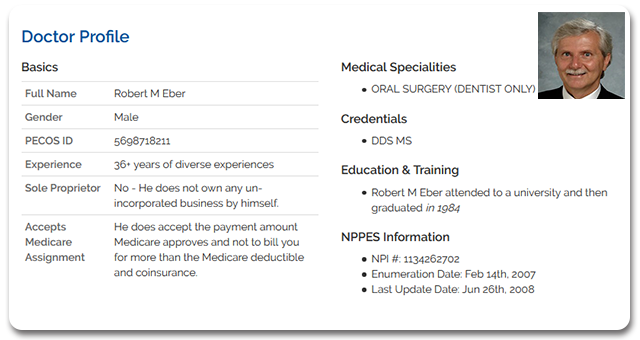 Doctor Profile
Basics
Full Name Robert M Eber
Gender Male
PECOS ID 5698718211
Experience 36+ years of diverse experiences
Sole Proprietor No - He does not own any un-
incorporated business by himself.
Accepts He does accept the payment amount
Medicare Medicare approves and not to bill you
Assignment for more than the Medicare deductible
and coinsurance.
Medical Specialities
• ORAL SURGERY (DENTIST ONLY)
Credentials
• DDS MS
Education & Training
• Robert M Eber attended to a university and then
graduated in 1984
NPPES Information
• NPI #: 1134262702
• Enumeration Date: Feb 14th, 2007
• Last Update Date: Jun 26th, 2008